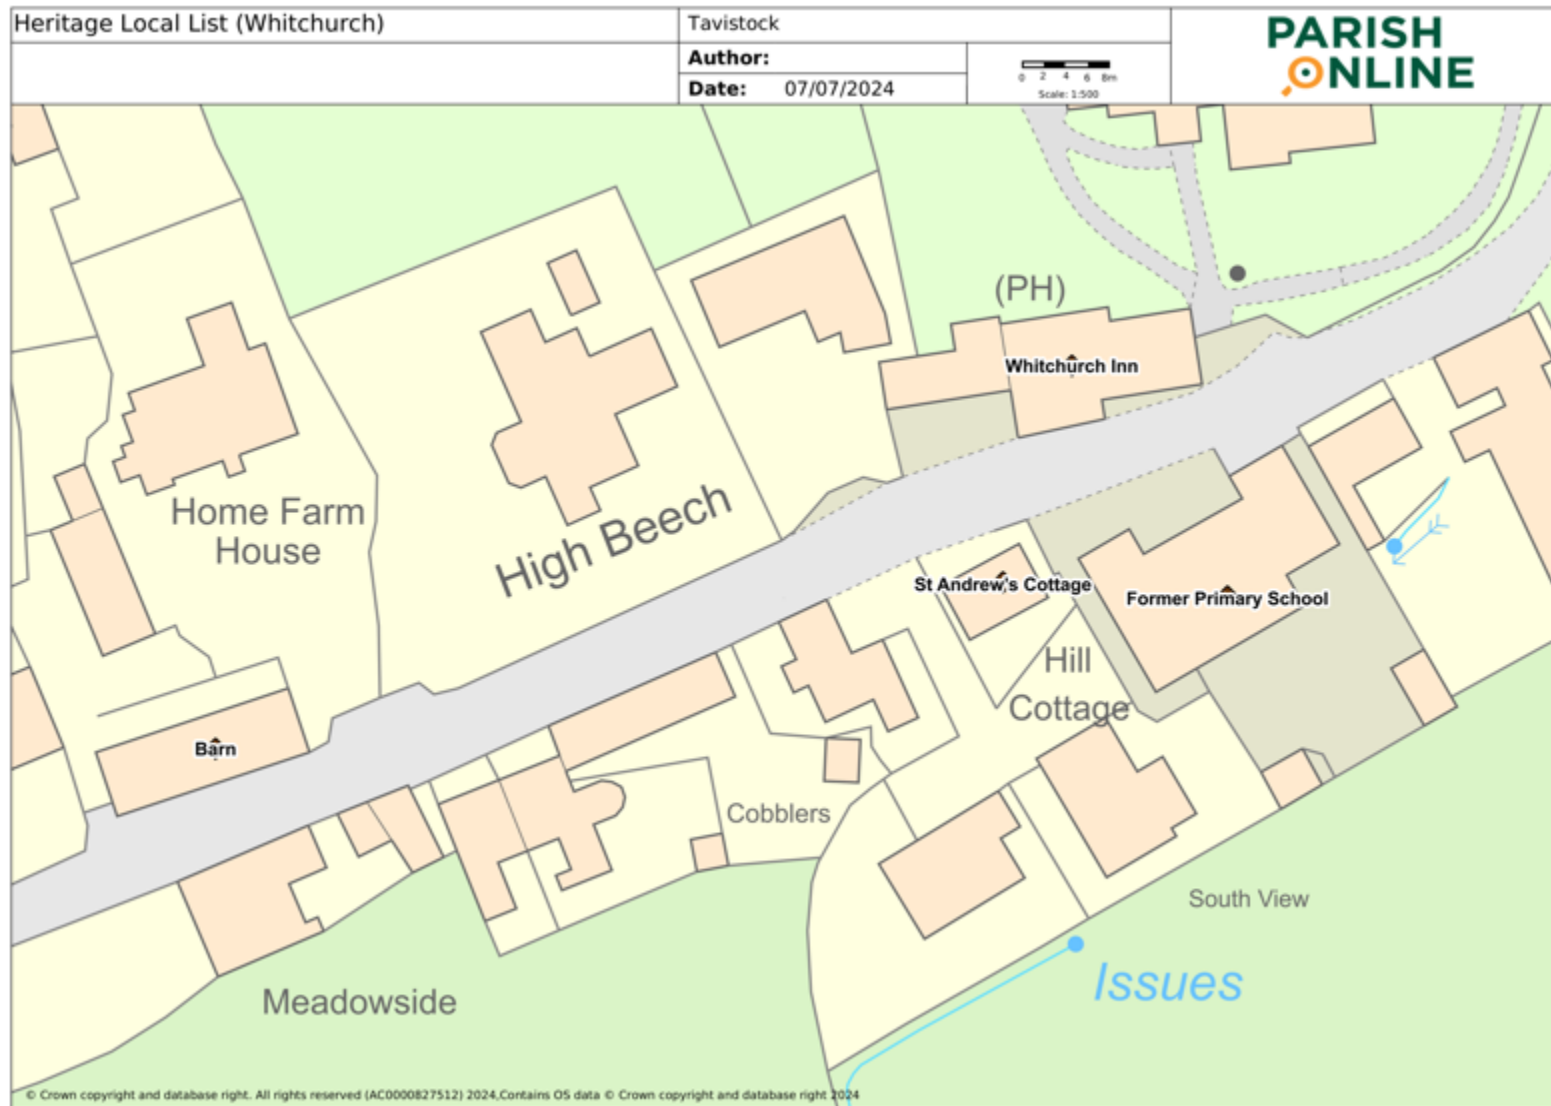 Heritage Local List (Whitchurch)
Tavistock
Author:
Date: 07/07/2024
0 2 4 6 8m
Scale: 1:500
PARISH
ONLINE
(PH)
Whitchurch Inn
Home Farm
House
High Beech
St Andrew's Cottage
Former Primary School
Hill
Cottage
Barn
Cobblers
South View
Issues
Meadowside
© Crown copyright and database right. All rights reserved (AC0000827512) 2024,Contains OS data © Crown copyright and database right 2024